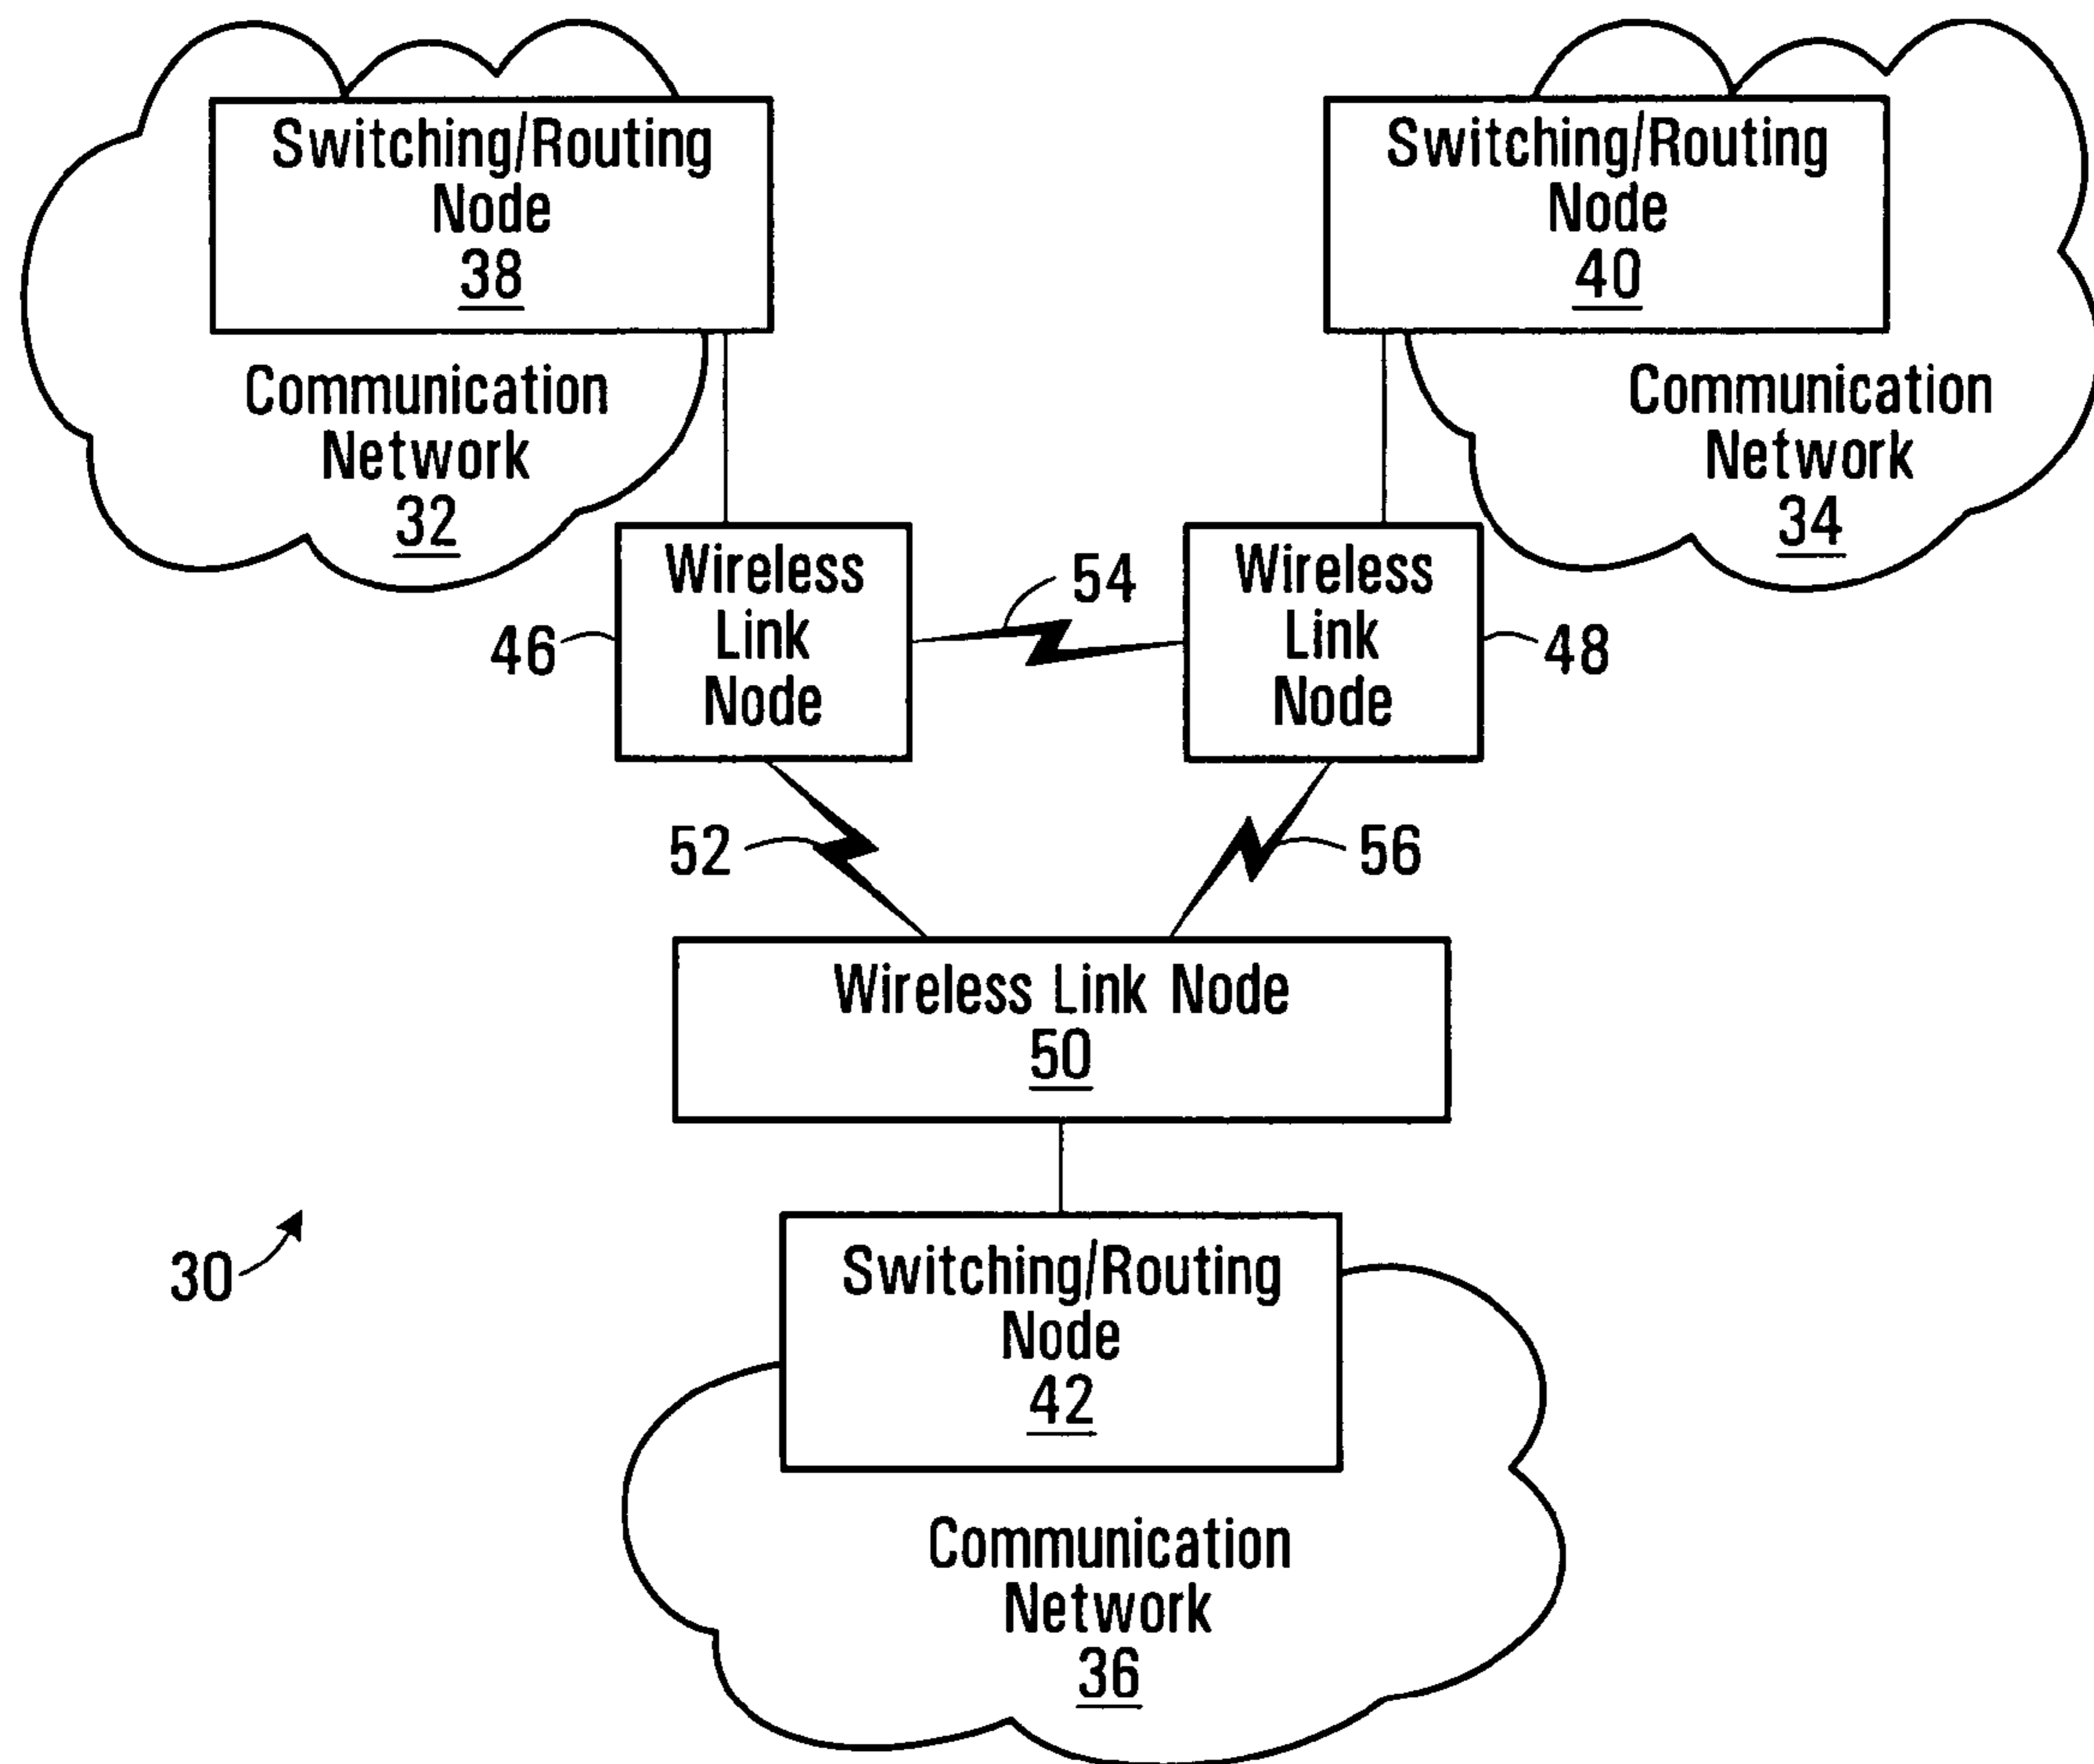 Switching/Routing
Node
38
Communication
Network
32
Switching/Routing
Node
40
Communication
Network
34
Wireless
Link
Node
46
54
Wireless
Link
Node
48
52
56
Wireless Link Node
50
30
Switching/Routing
Node
42
Communication
Network
36